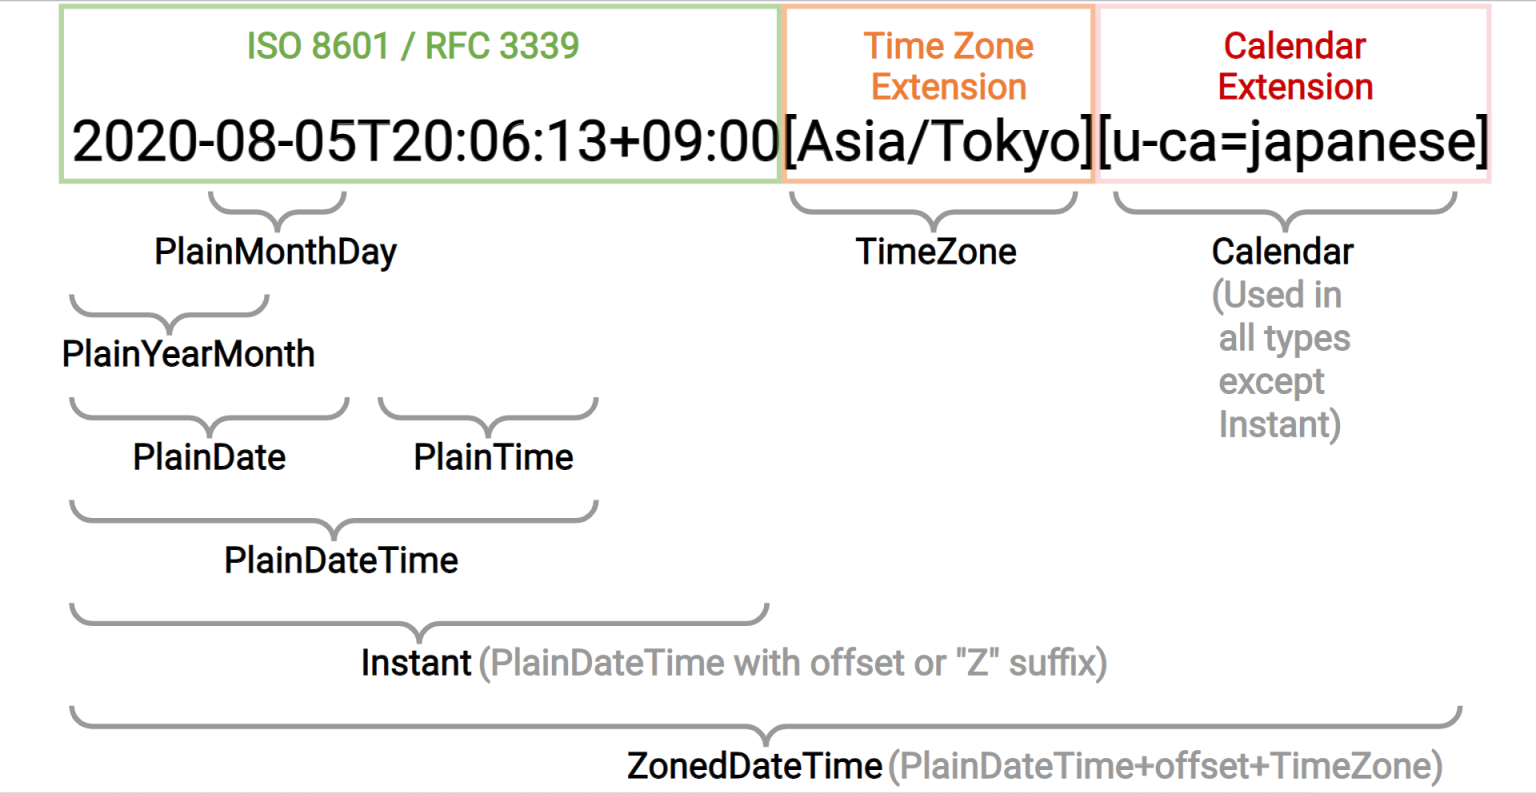 ISO 8601 / RFC 3339
Time Zone
Extension
Calendar
Extension
2020-08-05T20:06:13+09:00[Asia/Tokyo][u-ca=japanese]
PlainMonthDay
TimeZone
Calendar
(Used in
all types
except
Instant)
PlainYearMonth
PlainDate
PlainTime
PlainDateTime
Instant (PlainDateTime with offset or "Z" suffix)
ZonedDateTime (PlainDateTime+offset+TimeZone)